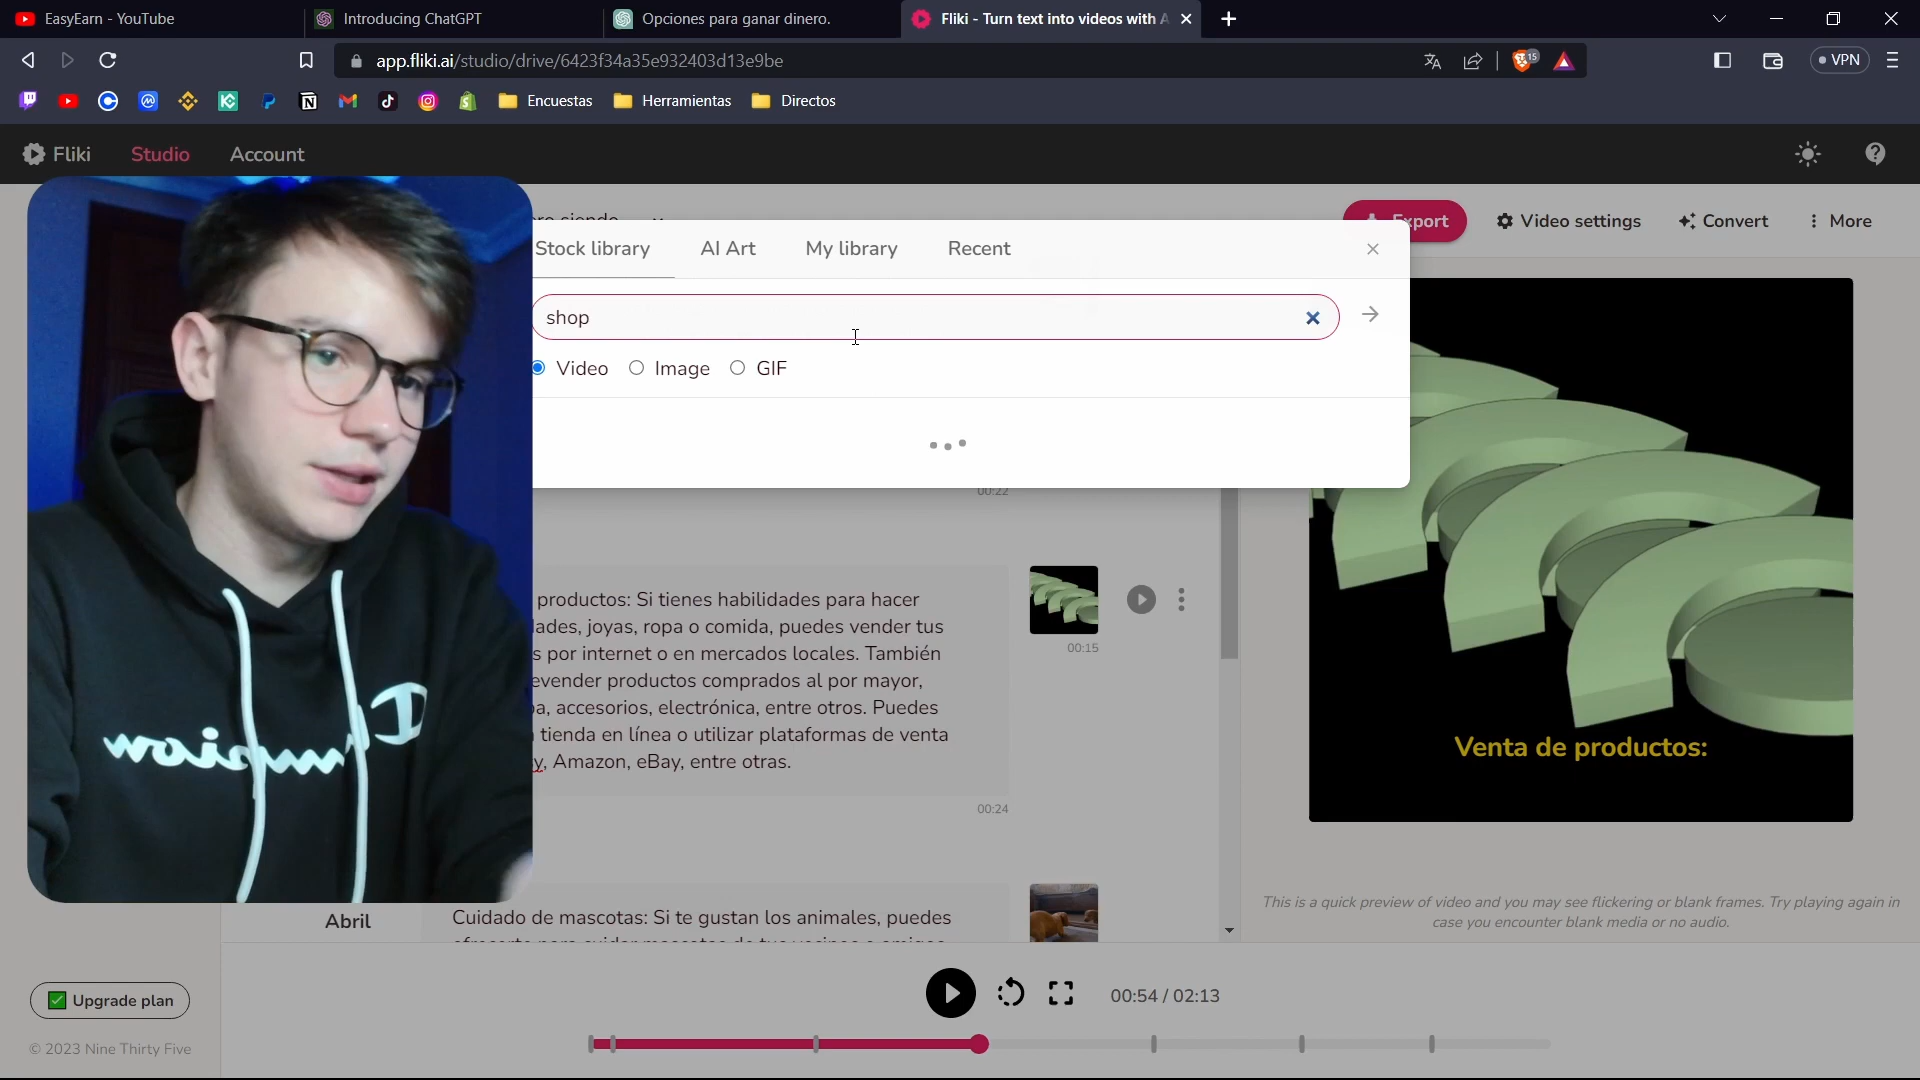 EasyEarn - YouTube
Introducing ChatGPT
Opciones para ganar dinero.
Fliki - Turn text into videos with A
app.fliki.ai/studio/drive/6423f34a35e932403d13e9be
15
VPN
Encuestas
Herramientas
Directos
Fliki
Studio
Account
siendo
Export
Video settings
Convert
More
Stock library
AI Art
My library
Recent
shop
Video
Image
GIF
00:22
productos: Si tienes habilidades para hacer
dades, joyas, ropa o comida, puedes vender tus
s por internet o en mercados locales. También
evender productos comprados al por mayor,
pa, accesorios, electrónica, entre otros. Puedes
tienda en línea o utilizar plataformas de venta
y, Amazon, eBay, entre otras.
00:15
00:24
Venta de productos:
Abril
Cuidado de mascotas: Si te gustan los animales, puedes
This is a quick preview of video and you may see flickering or blank frames. Try playing again in
case you encounter blank media or no audio.
Upgrade plan
00:54 / 02:13
© 2023 Nine Thirty Five